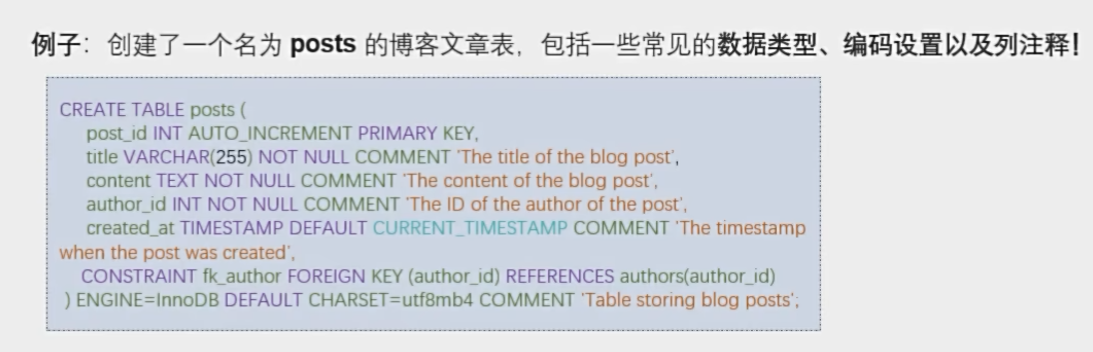 例子：创建了一个名为 posts 的博客文章表，包括一些常见的数据类型、编码设置以及列注释！
CREATE TABLE posts (
post_id INT AUTO_INCREMENT PRIMARY KEY,
title VARCHAR(255) NOT NULL COMMENT 'The title of the blog post',
content TEXT NOT NULL COMMENT 'The content of the blog post',
author_id INT NOT NULL COMMENT 'The ID of the author of the post',
created_at TIMESTAMP DEFAULT CURRENT_TIMESTAMP COMMENT 'The timestamp
when the post was created',
CONSTRAINT fk_author FOREIGN KEY (author_id) REFERENCES authors(author_id)
) ENGINE=InnoDB DEFAULT CHARSET=utf8mb4 COMMENT 'Table storing blog posts';